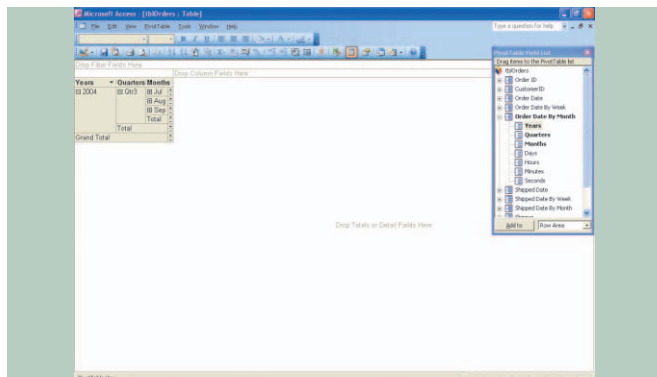 Microsoft Access - [tblOrders : Table]
File Edit View PivotTable Tools Window Help
Type a question for help
Drop Filter Fields Here
Drop Column Fields Here
Years Quarters Months
2004 Qtr3 Jul
Aug
Sep
Total
Total
Grand Total
Drop Totals or Detail Fields Here
PivotTable Field List
Drag items to the PivotTable list
tblOrders
Order ID
CustomerID
Order Date
Order Date By Week
Order Date By Month
Years
Quarters
Months
Days
Hours
Minutes
Seconds
Shipped Date
Shipped Date By Week
Shipped Date By Month
Add to Row Area